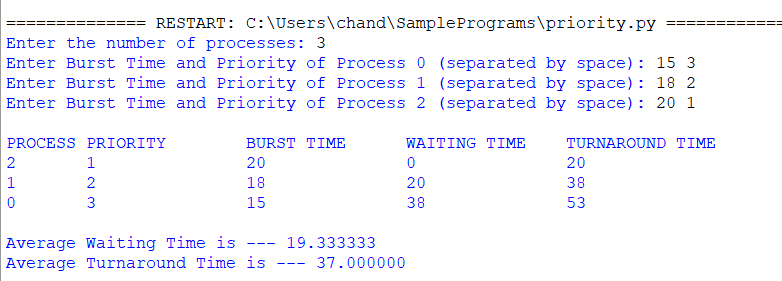 ============== RESTART: C:\Users\chand\SamplePrograms\priority.py ============
Enter the number of processes: 3
Enter Burst Time and Priority of Process 0 (separated by space): 15 3
Enter Burst Time and Priority of Process 1 (separated by space): 18 2
Enter Burst Time and Priority of Process 2 (separated by space): 20 1
PROCESS PRIORITY        BURST TIME      WAITING TIME    TURNAROUND TIME
2       1               20              0               20
1       2               18              20              38
0       3               15              38              53
Average Waiting Time is --- 19.333333
Average Turnaround Time is --- 37.000000